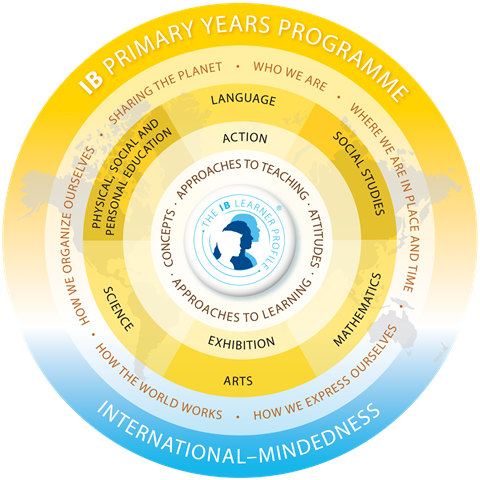 IB PRIMARY YEARS PROGRAMME
SHARING THE PLANET • WHO WE ARE • WHERE WE ARE IN PLACE AND TIME • HOW WE EXPRESS OURSELVES • HOW THE WORLD WORKS • HOW WE ORGANIZE OURSELVES •
LANGUAGE
SOCIAL STUDIES
MATHEMATICS
ARTS
SCIENCE
PHYSICAL, SOCIAL AND
PERSONAL EDUCATION
ACTION
EXHIBITION
APPROACHES TO TEACHING · ATTITUDES · APPROACHES TO LEARNING · CONCEPTS ·
THE IB LEARNER PROFILE
®
INTERNATIONAL–MINDEDNESS